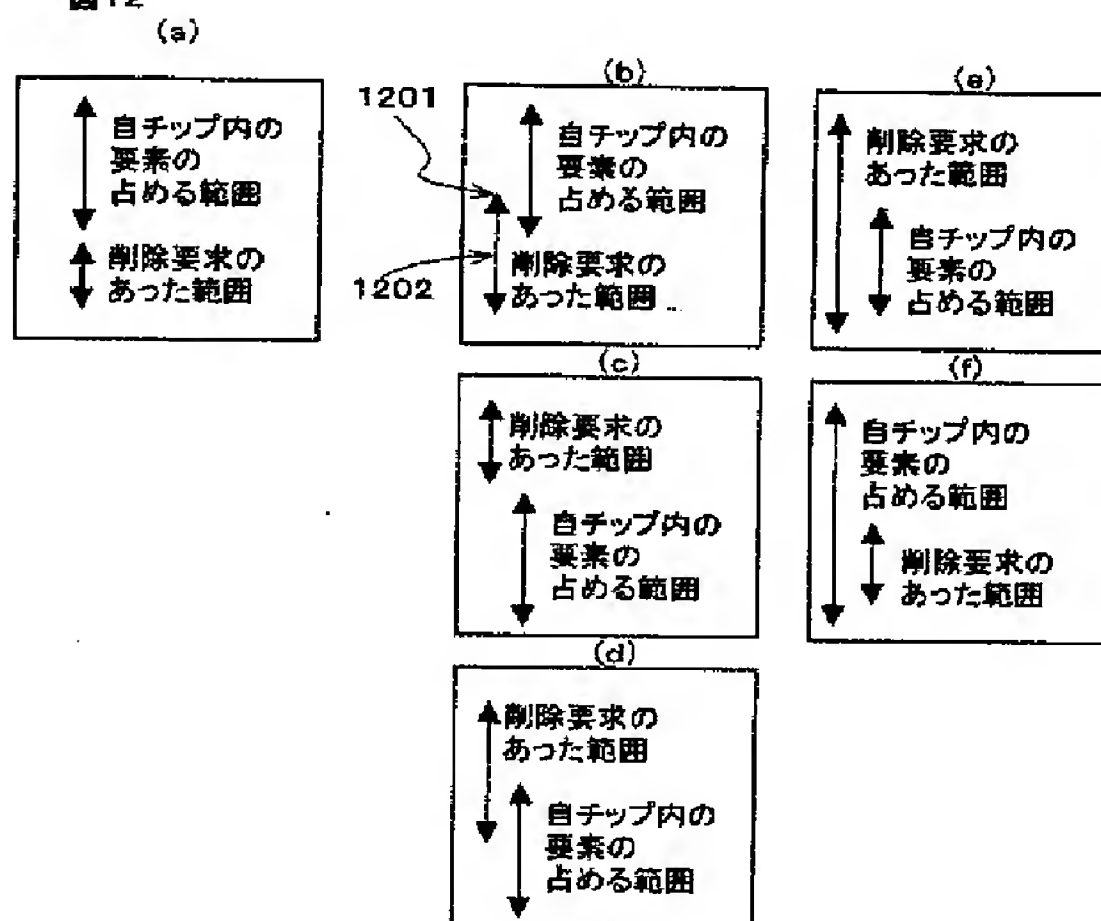 図12
(a)
自チップ内の
要素の
占める範囲
削除要求の
あった範囲
1201
1202
(b)
自チップ内の
要素の
占める範囲
削除要求の
あった範囲
(c)
削除要求の
あった範囲
自チップ内の
要素の
占める範囲
(d)
削除要求の
あった範囲
自チップ内の
要素の
占める範囲
(e)
削除要求の
あった範囲
自チップ内の
要素の
占める範囲
(f)
自チップ内の
要素の
占める範囲
削除要求の
あった範囲